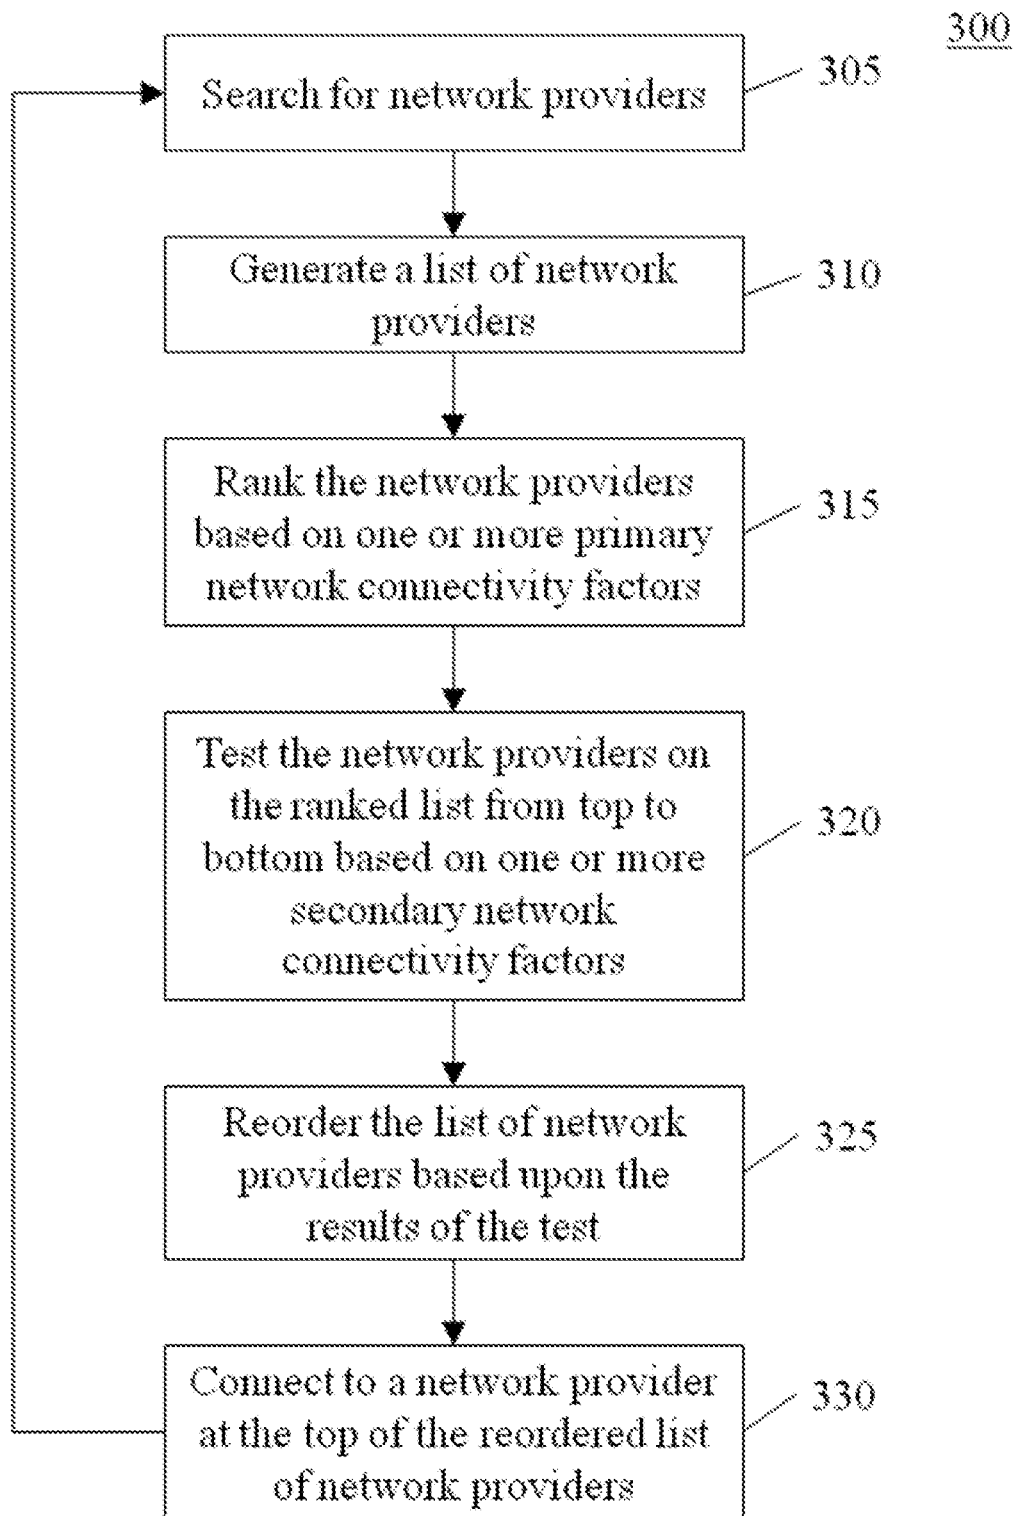 300
Search for network providers
305
Generate a list of network
providers
310
Rank the network providers
based on one or more primary
network connectivity factors
315
Test the network providers on
the ranked list from top to
bottom based on one or more
secondary network
connectivity factors
320
Reorder the list of network
providers based upon the
results of the test
325
Connect to a network provider
at the top of the reordered list
of network providers
330